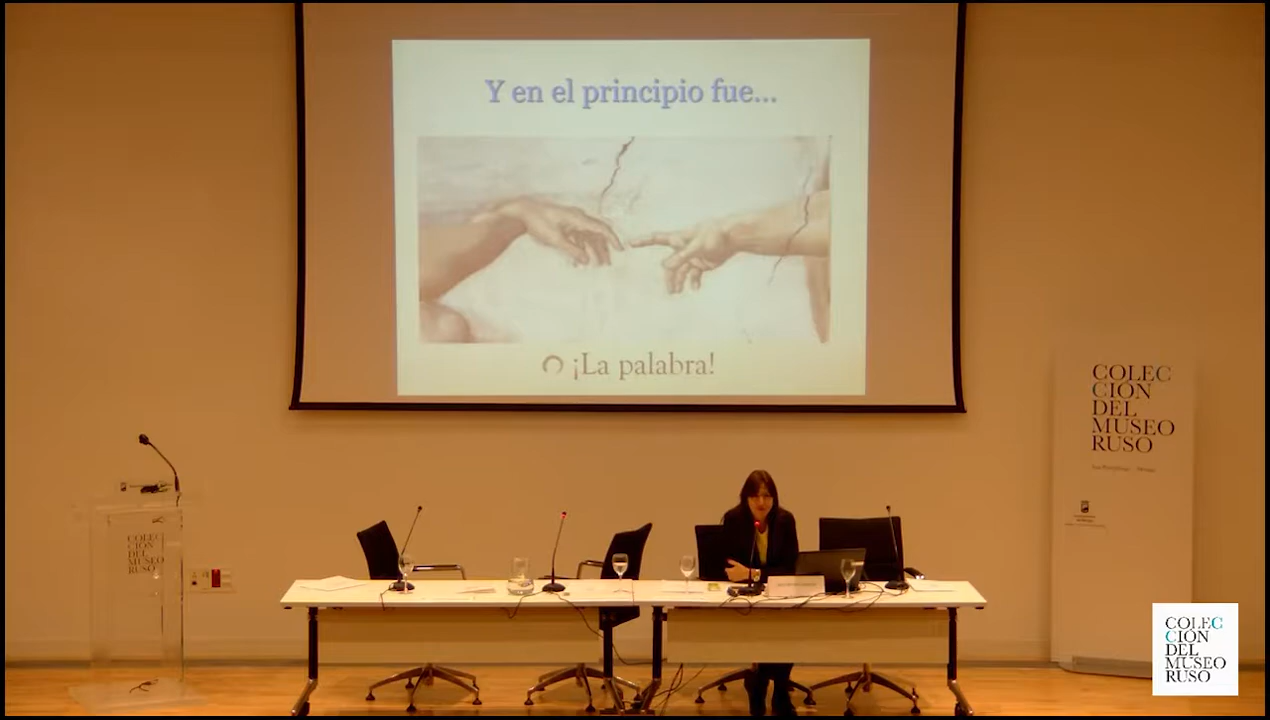 Y en el principio fue...
¡La palabra!
COLEC
CIÓN
DEL
MUSEO
RUSO
COLEC
CIÓN
DEL
MUSEO
RUSO
COLEC
CIÓN
DEL
MUSEO
RUSO